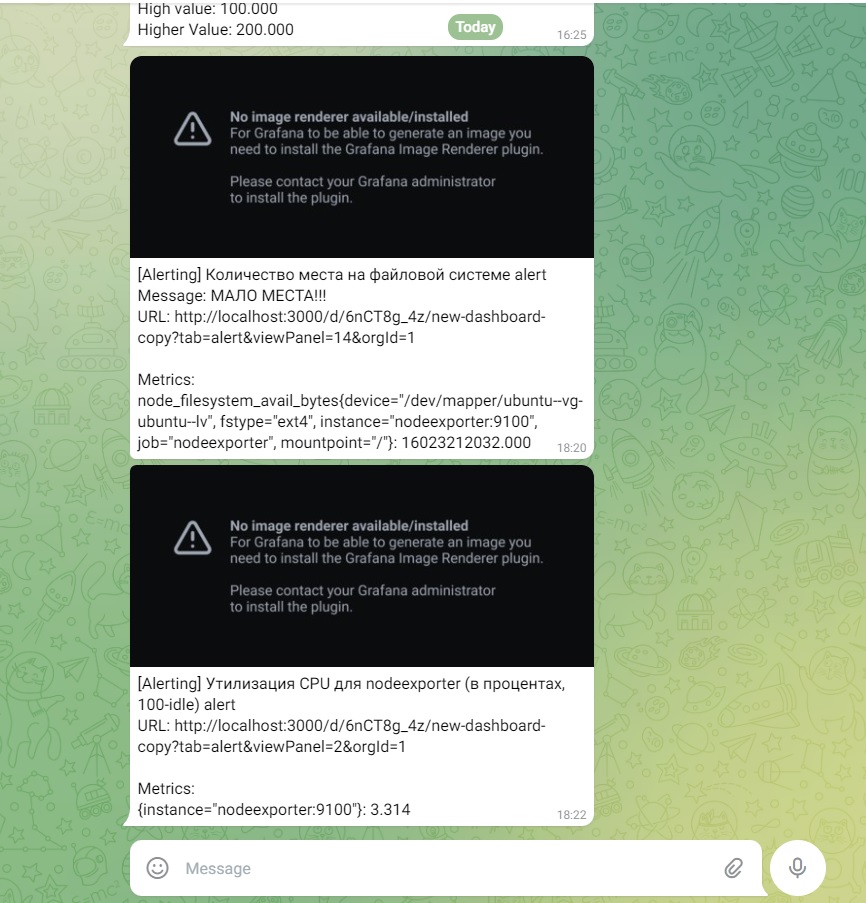 High value: 100.000
Higher Value: 200.000
Today
16:25
No image renderer available/installed
For Grafana to be able to generate an image you
need to install the Grafana Image Renderer plugin.
Please contact your Grafana administrator
to install the plugin.
[Alerting] Количество места на файловой системе alert
Message: МАЛО МЕСТА!!!
URL: http://localhost:3000/d/6nCT8g_4z/new-dashboard-
copy?tab=alert&viewPanel=14&orgId=1
Metrics:
node_filesystem_avail_bytes{device="/dev/mapper/ubuntu--vg-
ubuntu--lv", fstype="ext4", instance="nodeexporter:9100",
job="nodeexporter", mountpoint="/"}: 16023212032.000
18:20
No image renderer available/installed
For Grafana to be able to generate an image you
need to install the Grafana Image Renderer plugin.
Please contact your Grafana administrator
to install the plugin.
[Alerting] Утилизация CPU для nodeexporter (в процентах,
100-idle) alert
URL: http://localhost:3000/d/6nCT8g_4z/new-dashboard-
copy?tab=alert&viewPanel=2&orgId=1
Metrics:
{instance="nodeexporter:9100"}: 3.314
18:22
Message